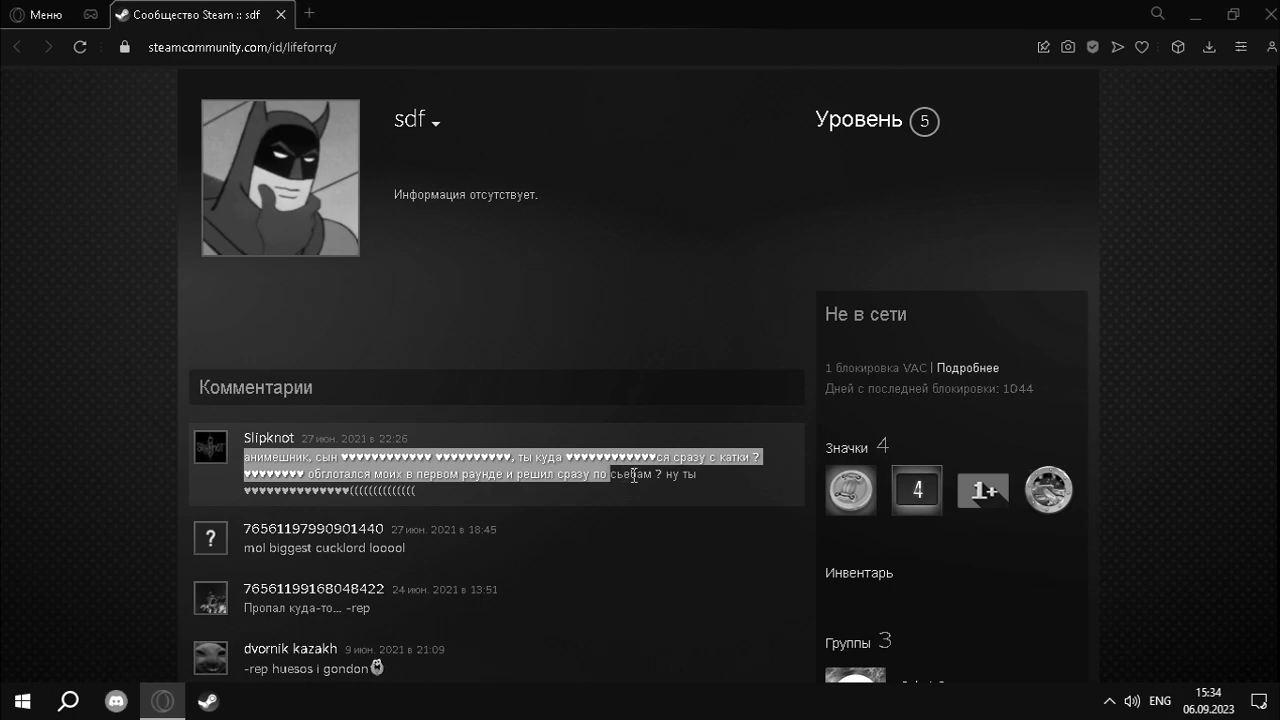 Меню
Сообщество Steam :: sdf
steamcommunity.com/id/lifeforrq/
sdf
Уровень 5
Информация отсутствует.
Не в сети
1 блокировка VAC | Подробнее
Дней с последней блокировки: 1044
Комментарии
Slipknot 27 июн. 2021 в 22:26
анимешник, сын ♥♥♥♥♥♥♥♥♥♥♥♥ ♥♥♥♥♥♥♥♥♥♥, ты куда ♥♥♥♥♥♥♥♥♥♥♥♥ся сразу с катки ?
♥♥♥♥♥♥♥♥ обглотался моих в первом раунде и решил сразу по сьебам ? ну ты
♥♥♥♥♥♥♥♥♥♥♥♥♥♥((((((((((((((
Значки 4
4
1+
? 76561197990901440 27 июн. 2021 в 18:45
mol biggest cucklord looool
Инвентарь
76561199168048422 24 июн. 2021 в 13:51
Пропал куда-то... -rep
Группы 3
dvornik kazakh 9 июн. 2021 в 21:09
-rep huesos i gondon
ENG
15:34
06.09.2023